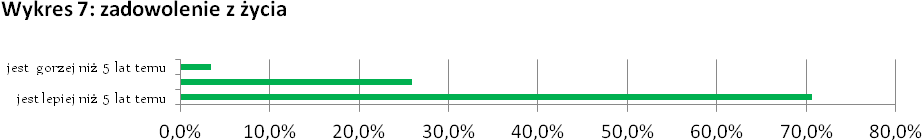 Wykres 7: zadowolenie z życia
jest  gorzej niż 5 lat temu
jest lepiej niż 5 lat temu
0,0% 10,0% 20,0% 30,0% 40,0% 50,0% 60,0% 70,0% 80,0%